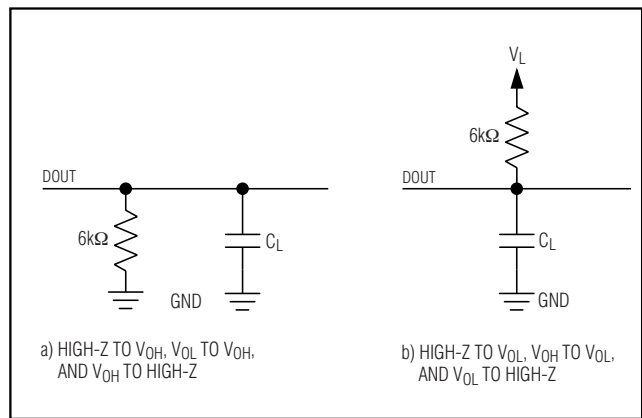 DOUT
6kΩ
C_L
GND
a) HIGH-Z TO V_OH, V_OL TO V_OH,
AND V_OH TO HIGH-Z
V_L
6kΩ
DOUT
C_L
GND
b) HIGH-Z TO V_OL, V_OH TO V_OL,
AND V_OL TO HIGH-Z